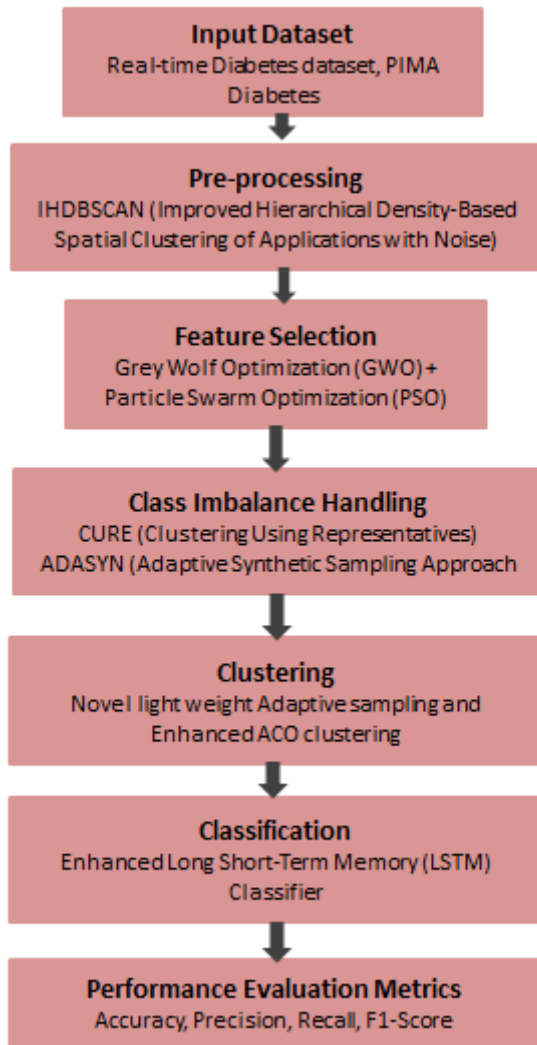 Input Dataset
Real-time Diabetes dataset, PIMA
Diabetes
Pre-processing
IHDBSCAN (Improved Hierarchical Density-Based
Spatial Clustering of Applications with Noise)
Feature Selection
Grey Wolf Optimization (GWO) +
Particle Swarm Optimization (PSO)
Class Imbalance Handling
CURE (Clustering Using Representatives)
ADASYN (Adaptive Synthetic Sampling Approach
Clustering
Novel light weight Adaptive sampling and
Enhanced ACO clustering
Classification
Enhanced Long Short-Term Memory (LSTM)
Classifier
Performance Evaluation Metrics
Accuracy, Precision, Recall, F1-Score